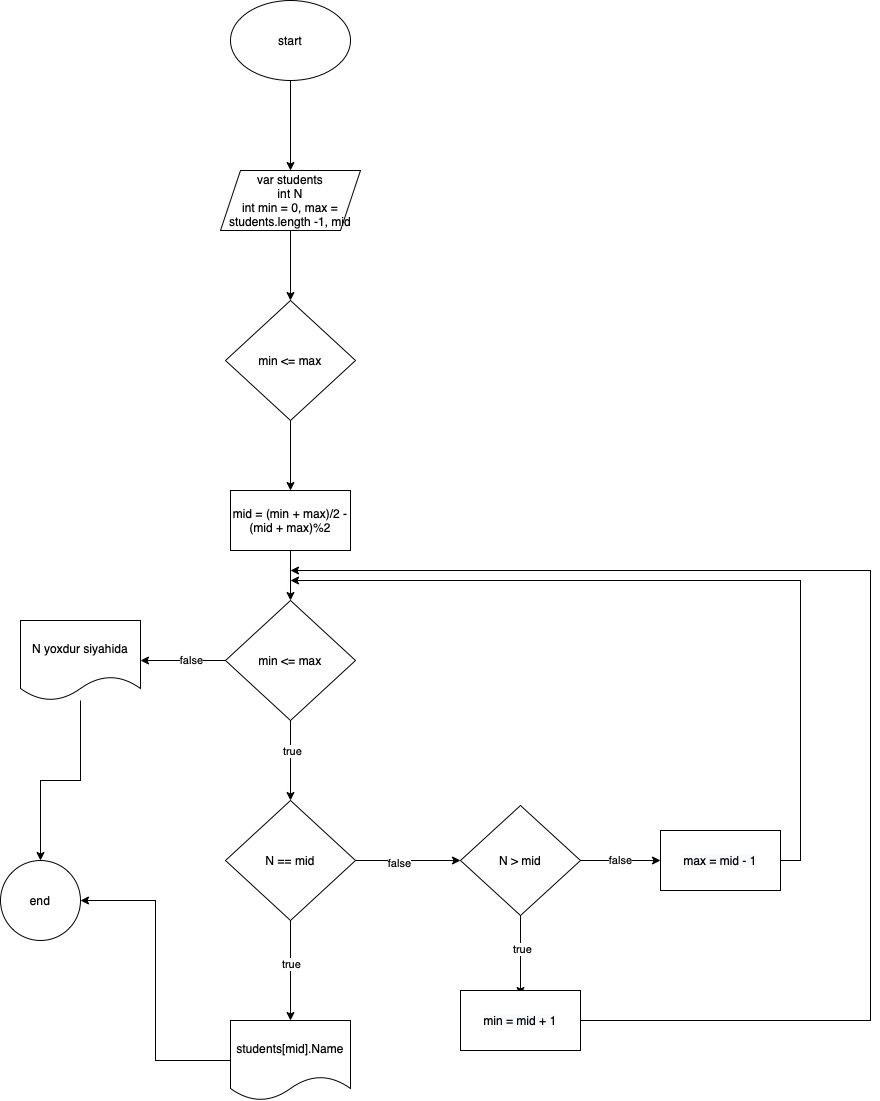 start
var students
int N
int min = 0, max =
students.length -1, mid
min <= max
mid = (min + max)/2 -
(mid + max)%2
min <= max
false
N yoxdur siyahida
true
N == mid
false
N > mid
false
max = mid - 1
end
true
true
min = mid + 1
students[mid].Name